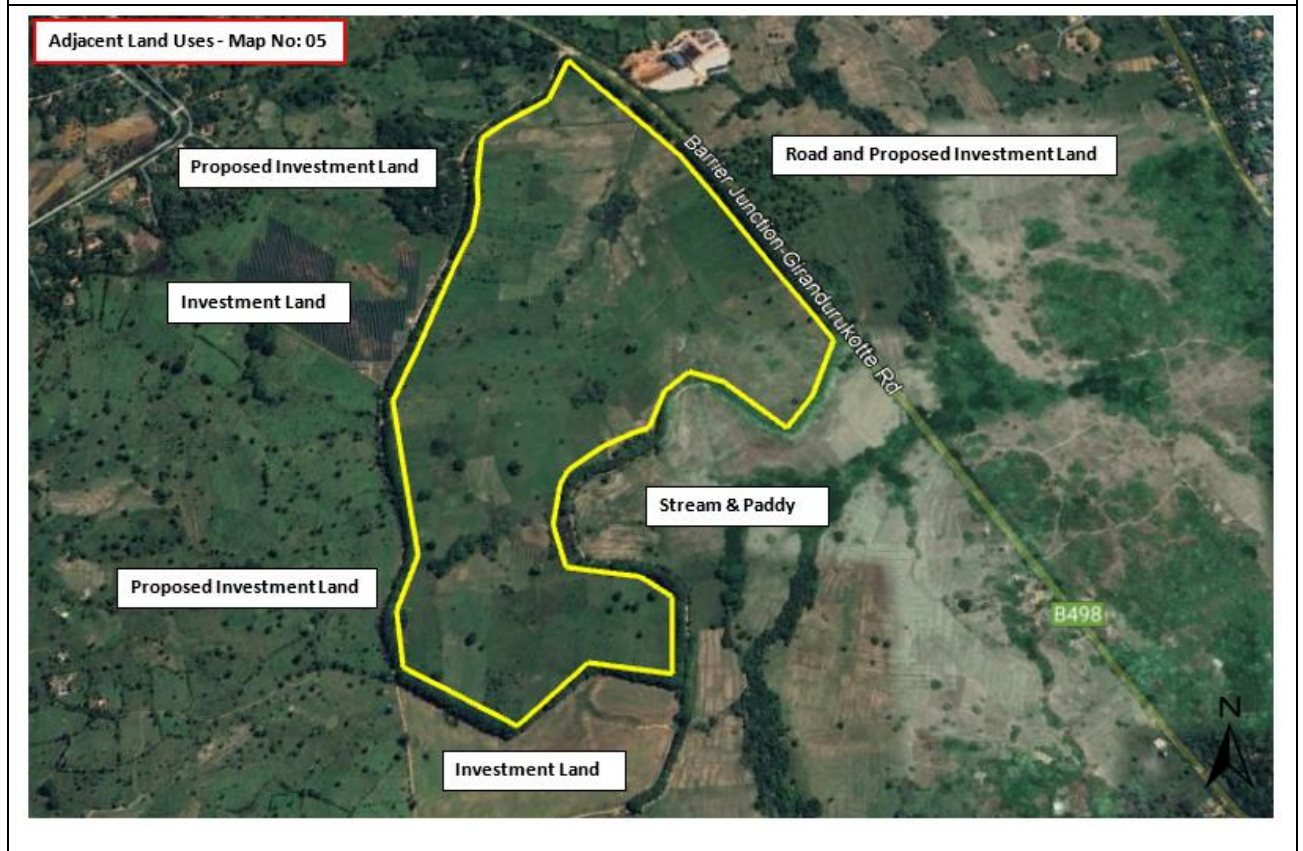 Adjacent Land Uses - Map No: 05
Proposed Investment Land
Road and Proposed Investment Land
Barrier Junction-Girandurukotte Rd
Investment Land
Stream & Paddy
Proposed Investment Land
B498
Investment Land
N